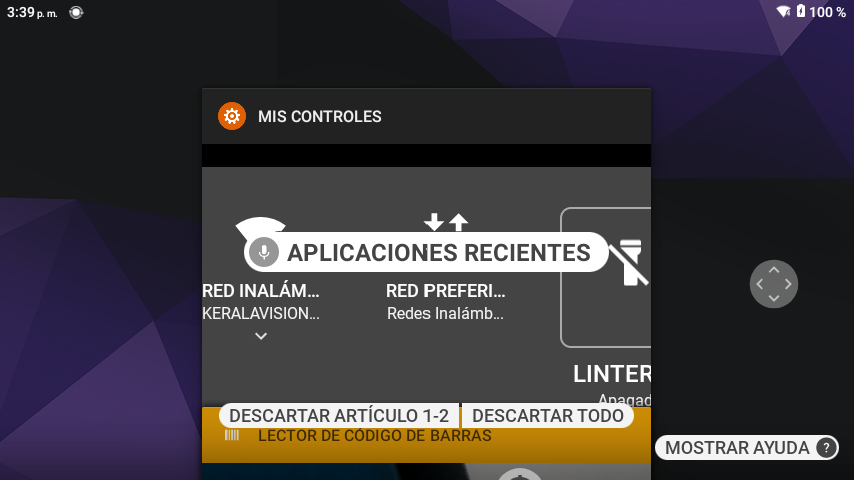 3:39 p. m.
100 %
MIS CONTROLES
APLICACIONES RECIENTES
RED INALÁM...
KERALAVISION...
RED PREFERI...
Redes Inalámb...
LINTER
Apagad
DESCARTAR ARTÍCULO 1-2
DESCARTAR TODO
LECTOR DE CÓDIGO DE BARRAS
MOSTRAR AYUDA ?